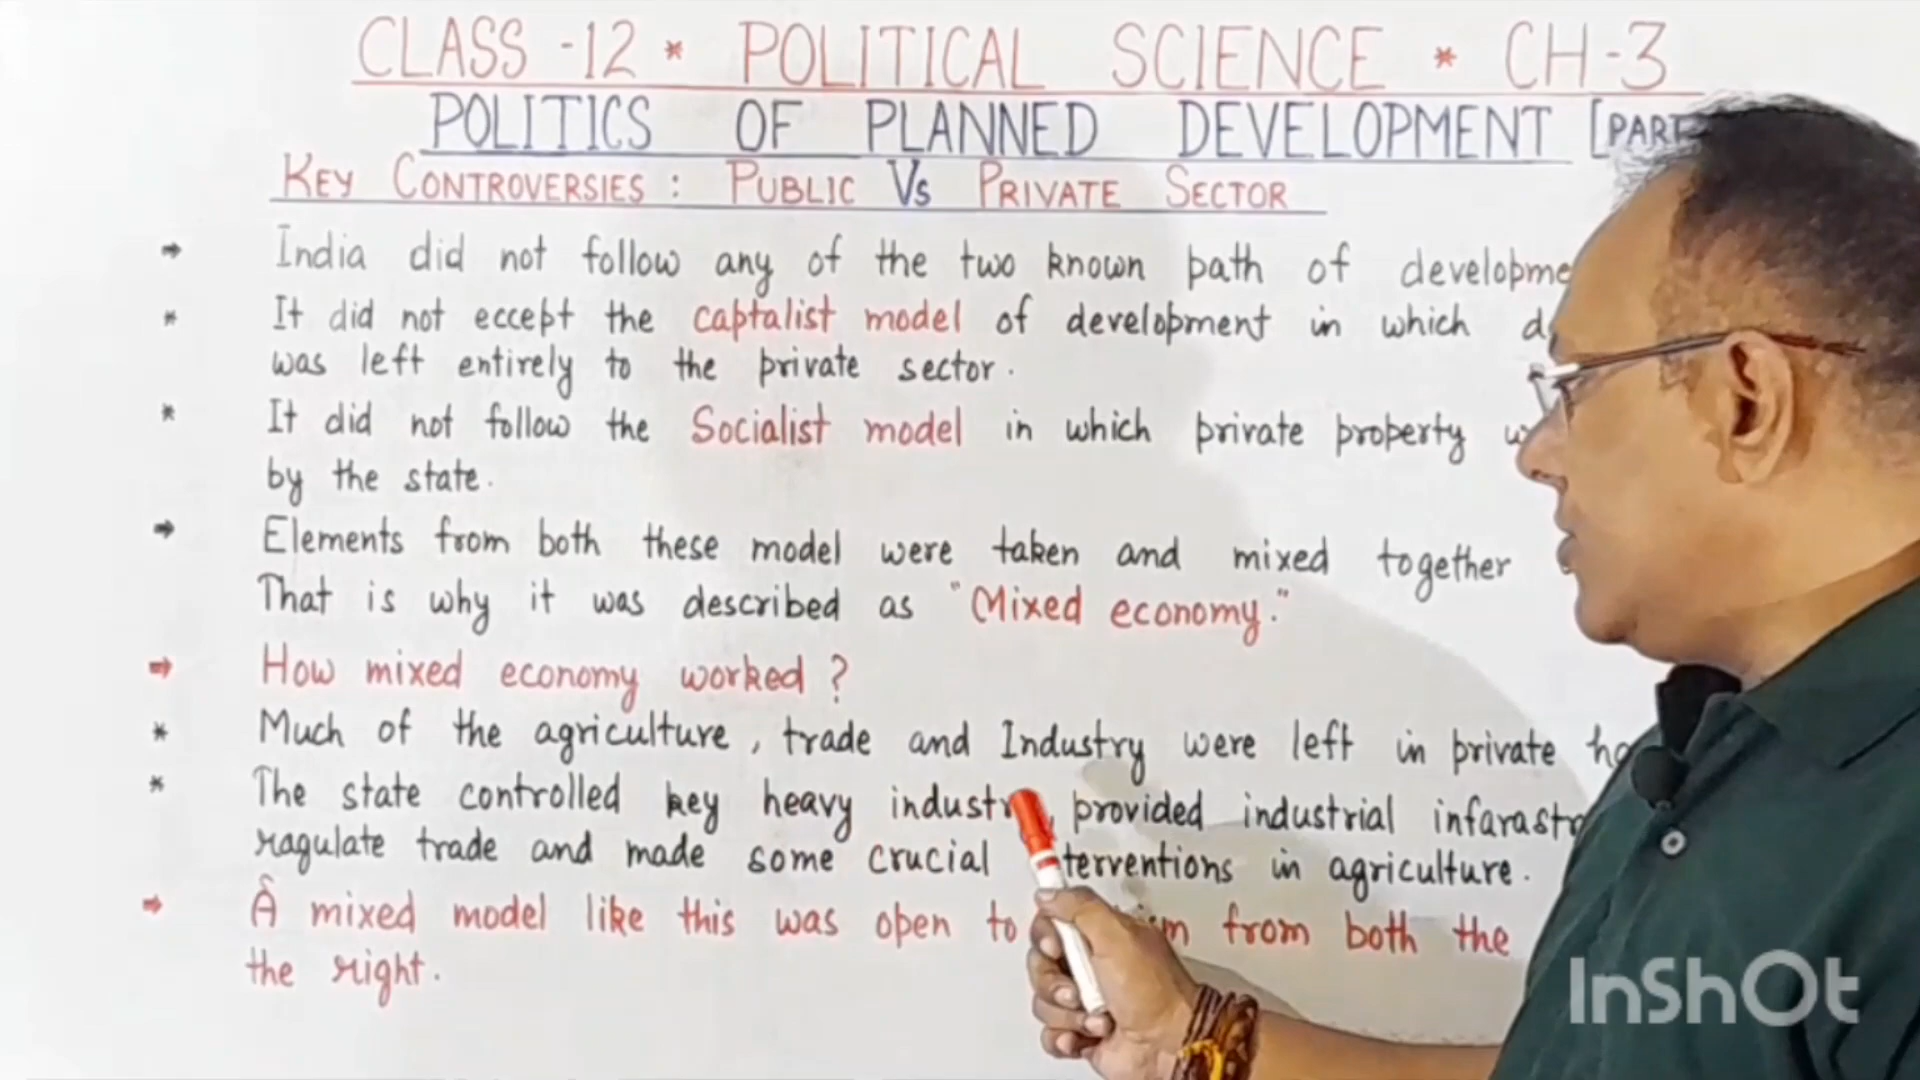 CLASS -12 * POLITICAL SCIENCE * CH-3
POLITICS OF PLANNED DEVELOPMENT [PART
KEY CONTROVERSIES : PUBLIC Vs PRIVATE SECTOR
→ India did not follow any of the two known path of developme
* It did not eccept the captalist model of development in which
was left entirely to the private sector.
* It did not follow the Socialist model in which private property
by the state.
→ Elements from both these model were taken and mixed together
That is why it was described as "Mixed economy."
→ How mixed economy worked ?
* Much of the agriculture, trade and Industry were left in private
* The state controlled key heavy industr, provided industrial infarastr
ragulate trade and made some crucial terventions in agriculture.
→ A mixed model like this was open to from both the
the right.
InShOt